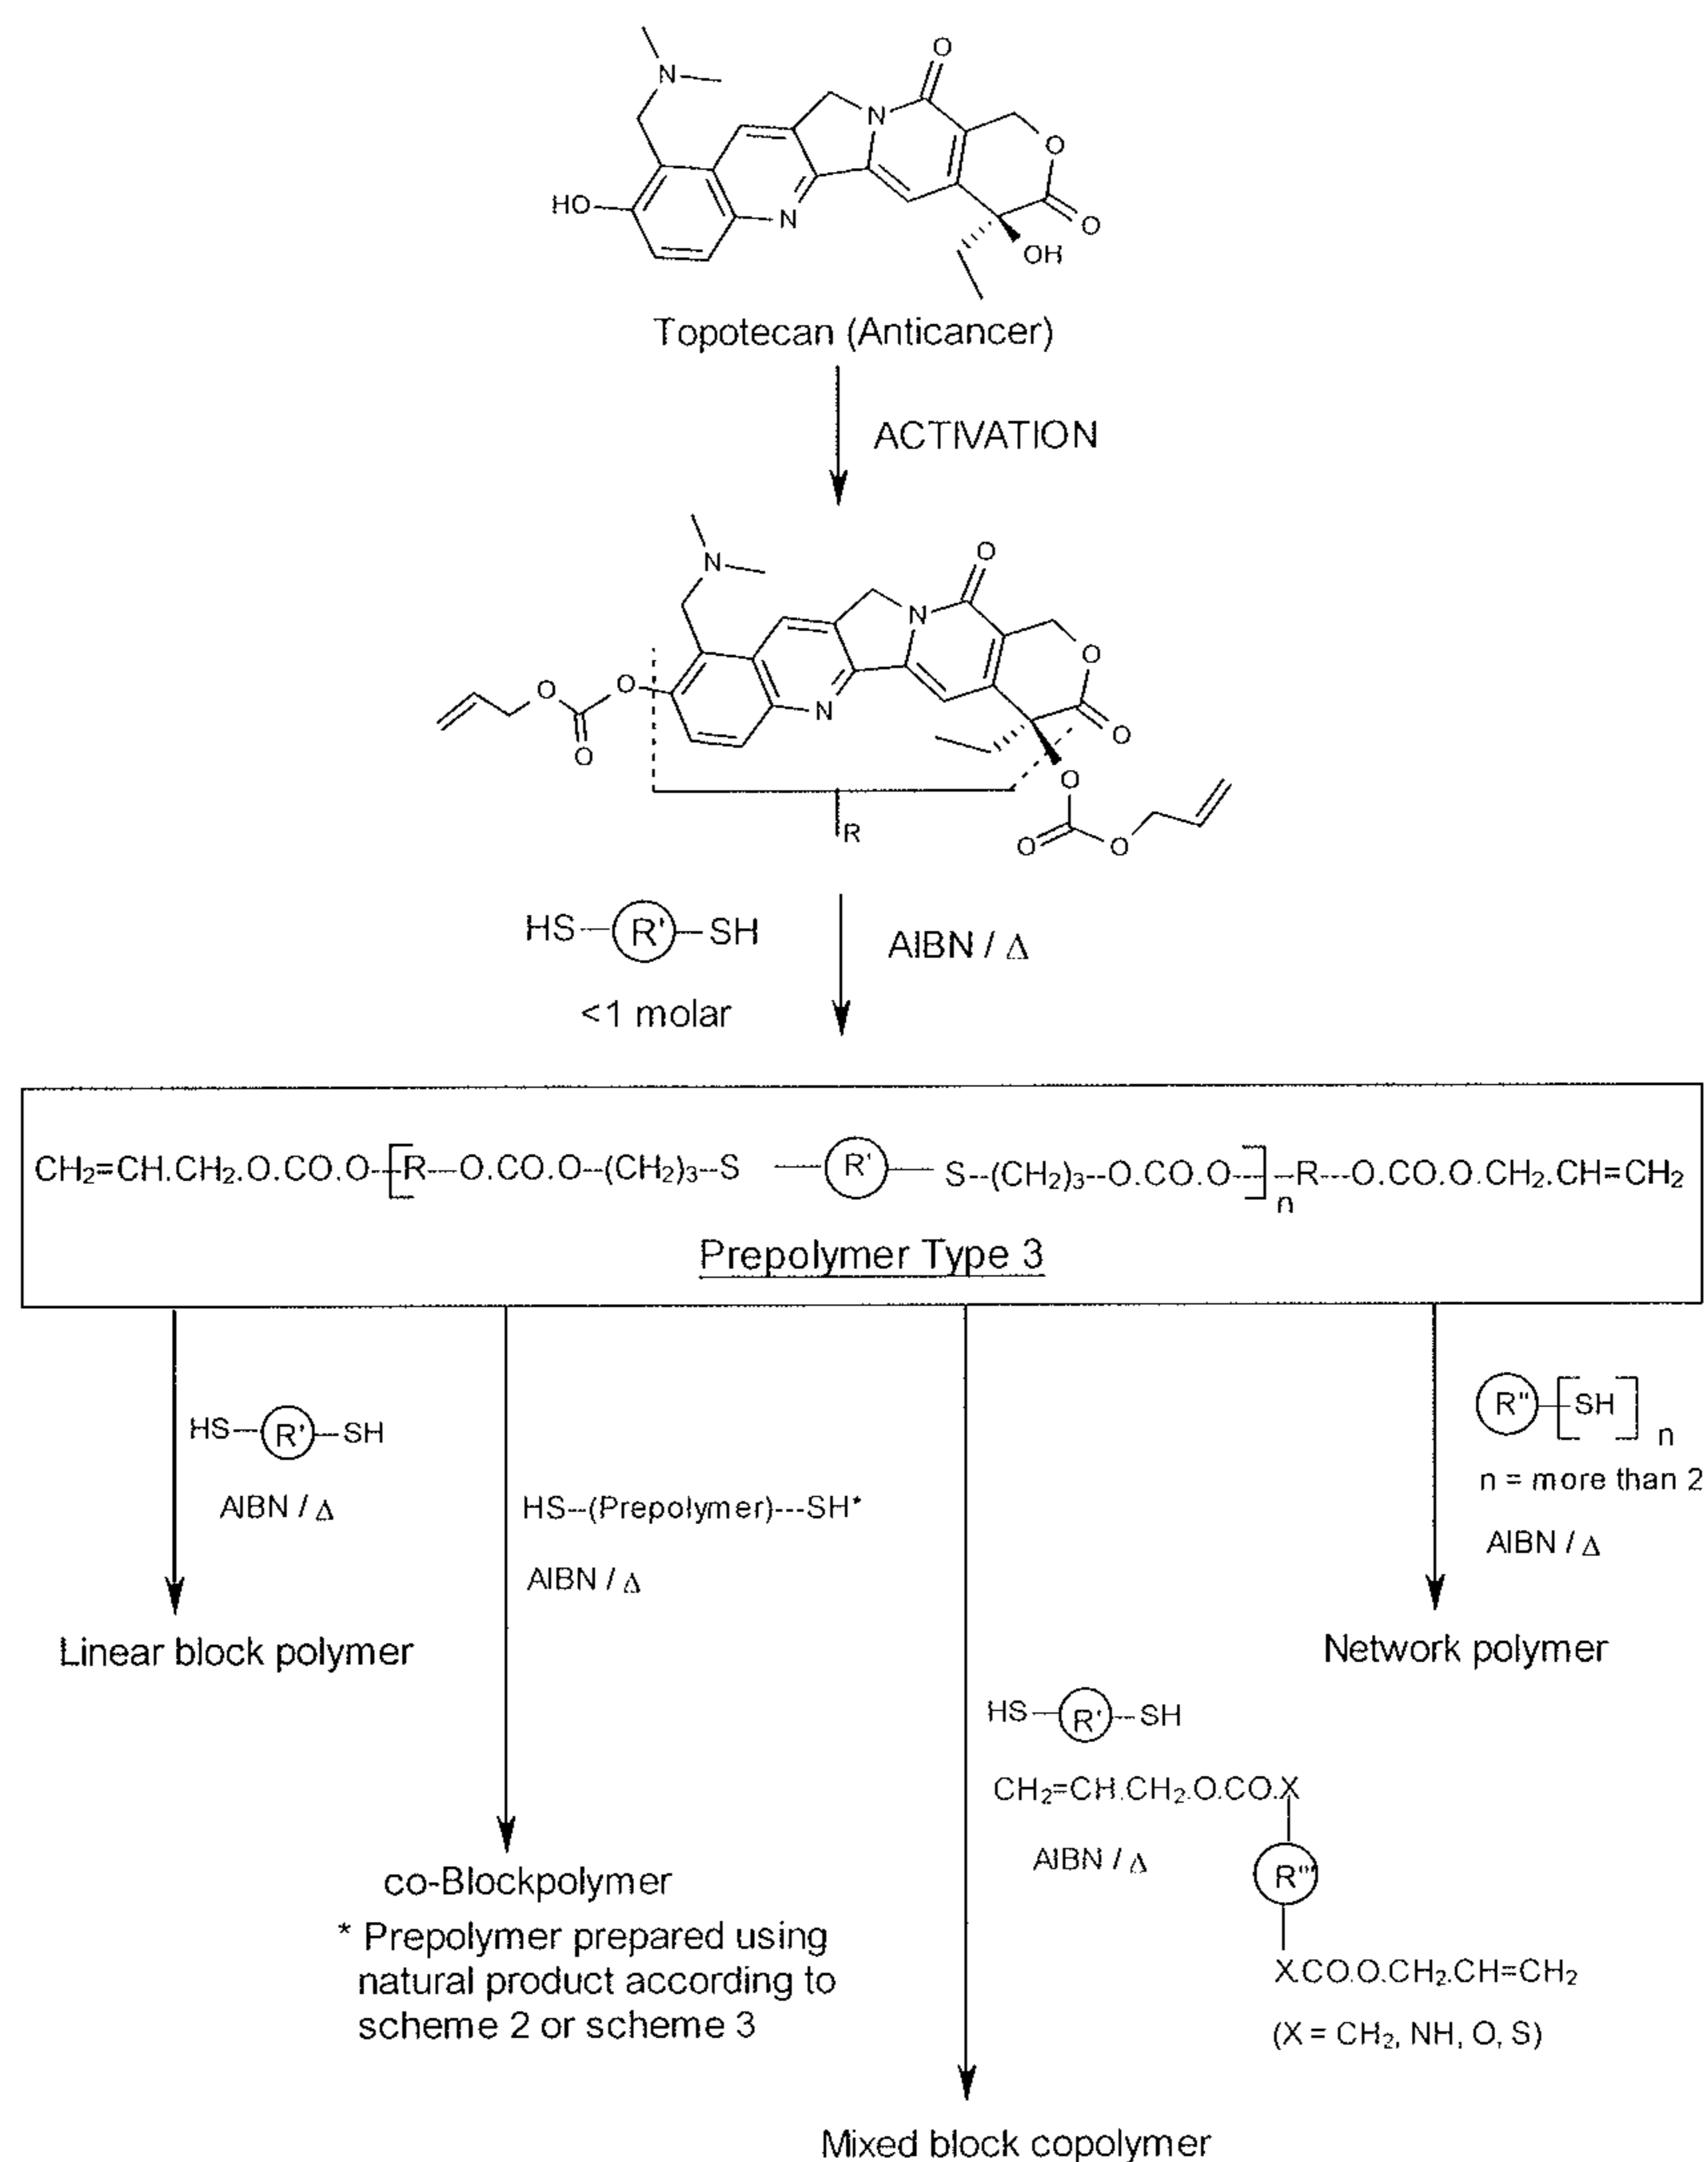 N
O
N
O
HO
N
O
OH
Topotecan (Anticancer)
ACTIVATION
N
O
N
O
O
O
N
O
O
O
R
O
O
HS R' SH
AIBN / Δ
<1 molar
CH₂=CH.CH₂.O.CO.O-[R—O.CO.O--(CH₂)₃--S — R' — S--(CH₂)₃--O.CO.O—]n—R---O.CO.O.CH₂.CH=CH₂
Prepolymer Type 3
R'' [SH] n
HS R' SH
n = more than 2
AIBN / Δ
HS--(Prepolymer)---SH*
AIBN / Δ
AIBN / Δ
Linear block polymer
Network polymer
HS R' SH
CH₂=CH.CH₂.O.CO.X
AIBN / Δ
R'''
co-Blockpolymer
* Prepolymer prepared using
natural product according to
scheme 2 or scheme 3
X.CO.O.CH₂.CH=CH₂
(X = CH₂, NH, O, S)
Mixed block copolymer